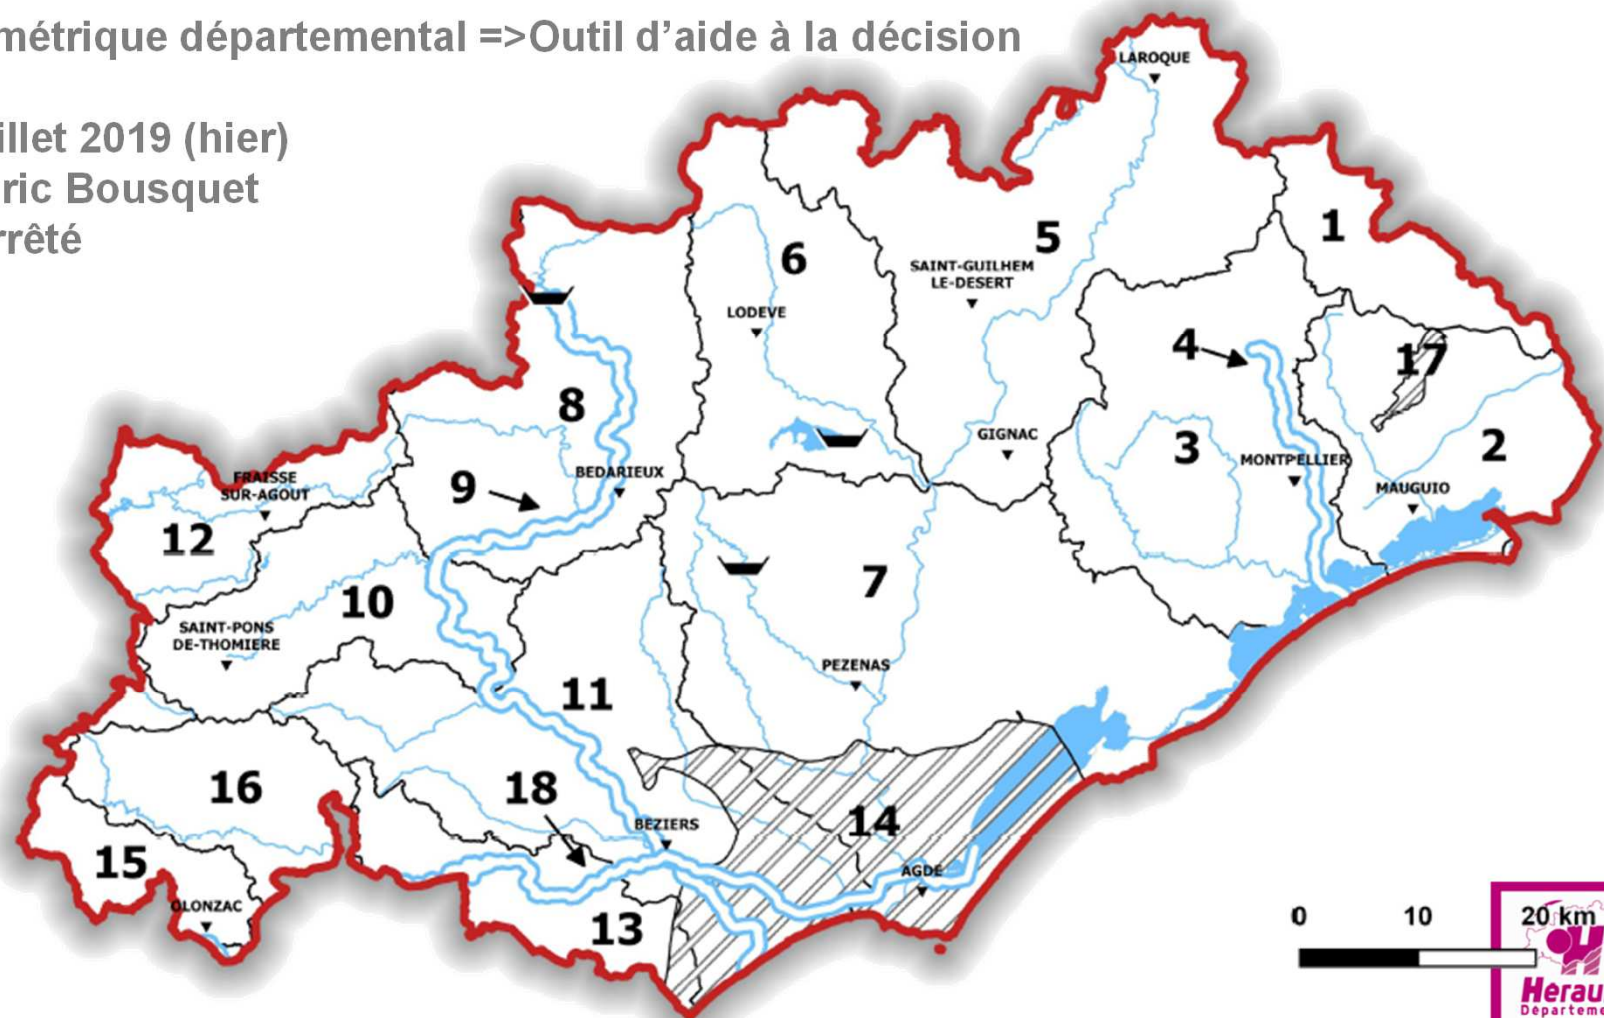 métrique départemental =>Outil d’aide à la décision
illet 2019 (hier)
ric Bousquet
rrêté
LAROQUE
1
5
6
SAINT-GUILHEM
LE-DESERT
LODEVE
4
17
8
GIGNAC
3
2
MONTPELLIER
BEDARIEUX
9
FRAISSE
SUR-AGOUT
MAUGUIO
12
7
10
SAINT-PONS
DE-THOMIERE
PEZENAS
11
16
18
14
BEZIERS
15
AGDE
OLONZAC
13
0 10 20 km
Herau
Départeme